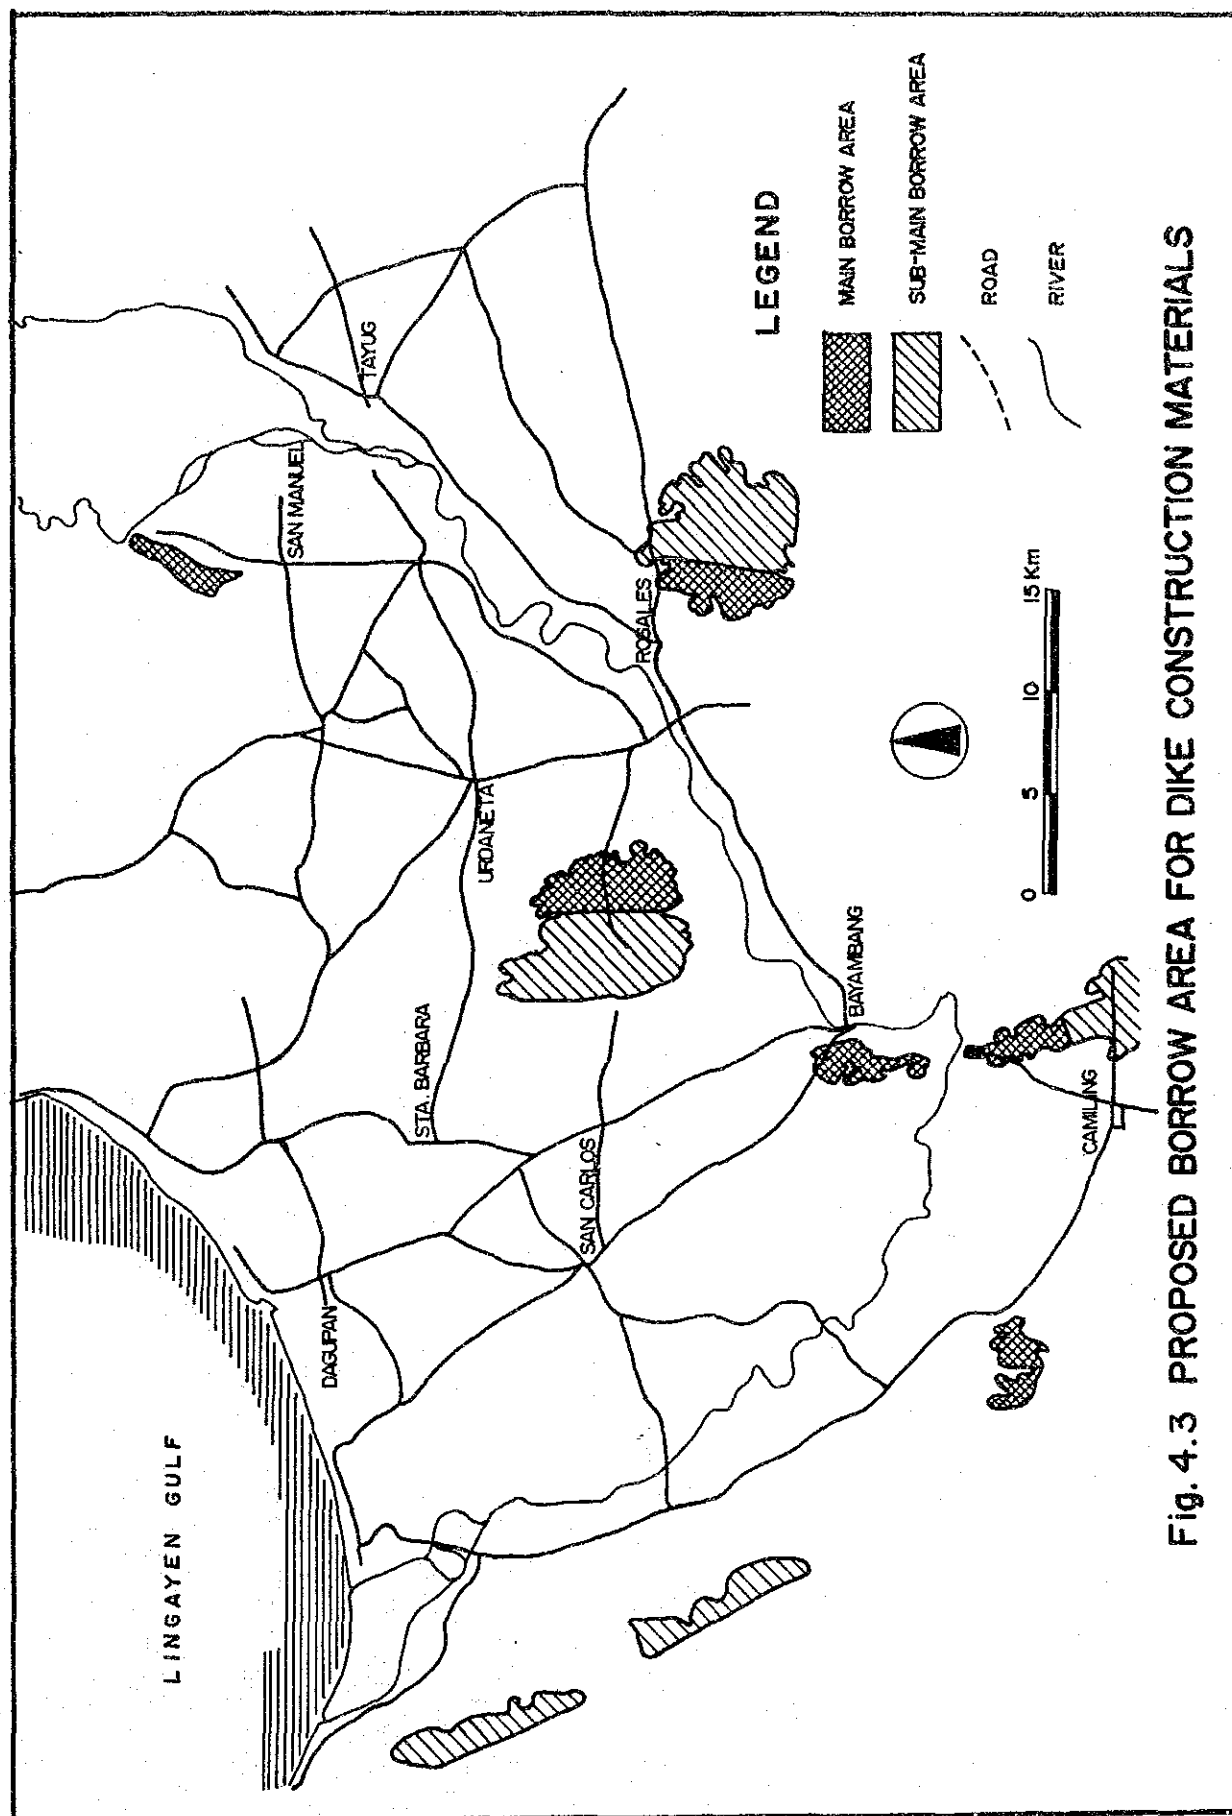 LINGAYEN GULF
DAGUPAN
STA. BARBARA
SAN CARLOS
URDANETA
SAN MANUEL
TAYUG
ROSALES
BAYAMBANG
CAMILING
LEGEND
MAIN BORROW AREA
SUB-MAIN BORROW AREA
ROAD
RIVER
0 5 10 15 Km
Fig. 4.3 PROPOSED BORROW AREA FOR DIKE CONSTRUCTION MATERIALS